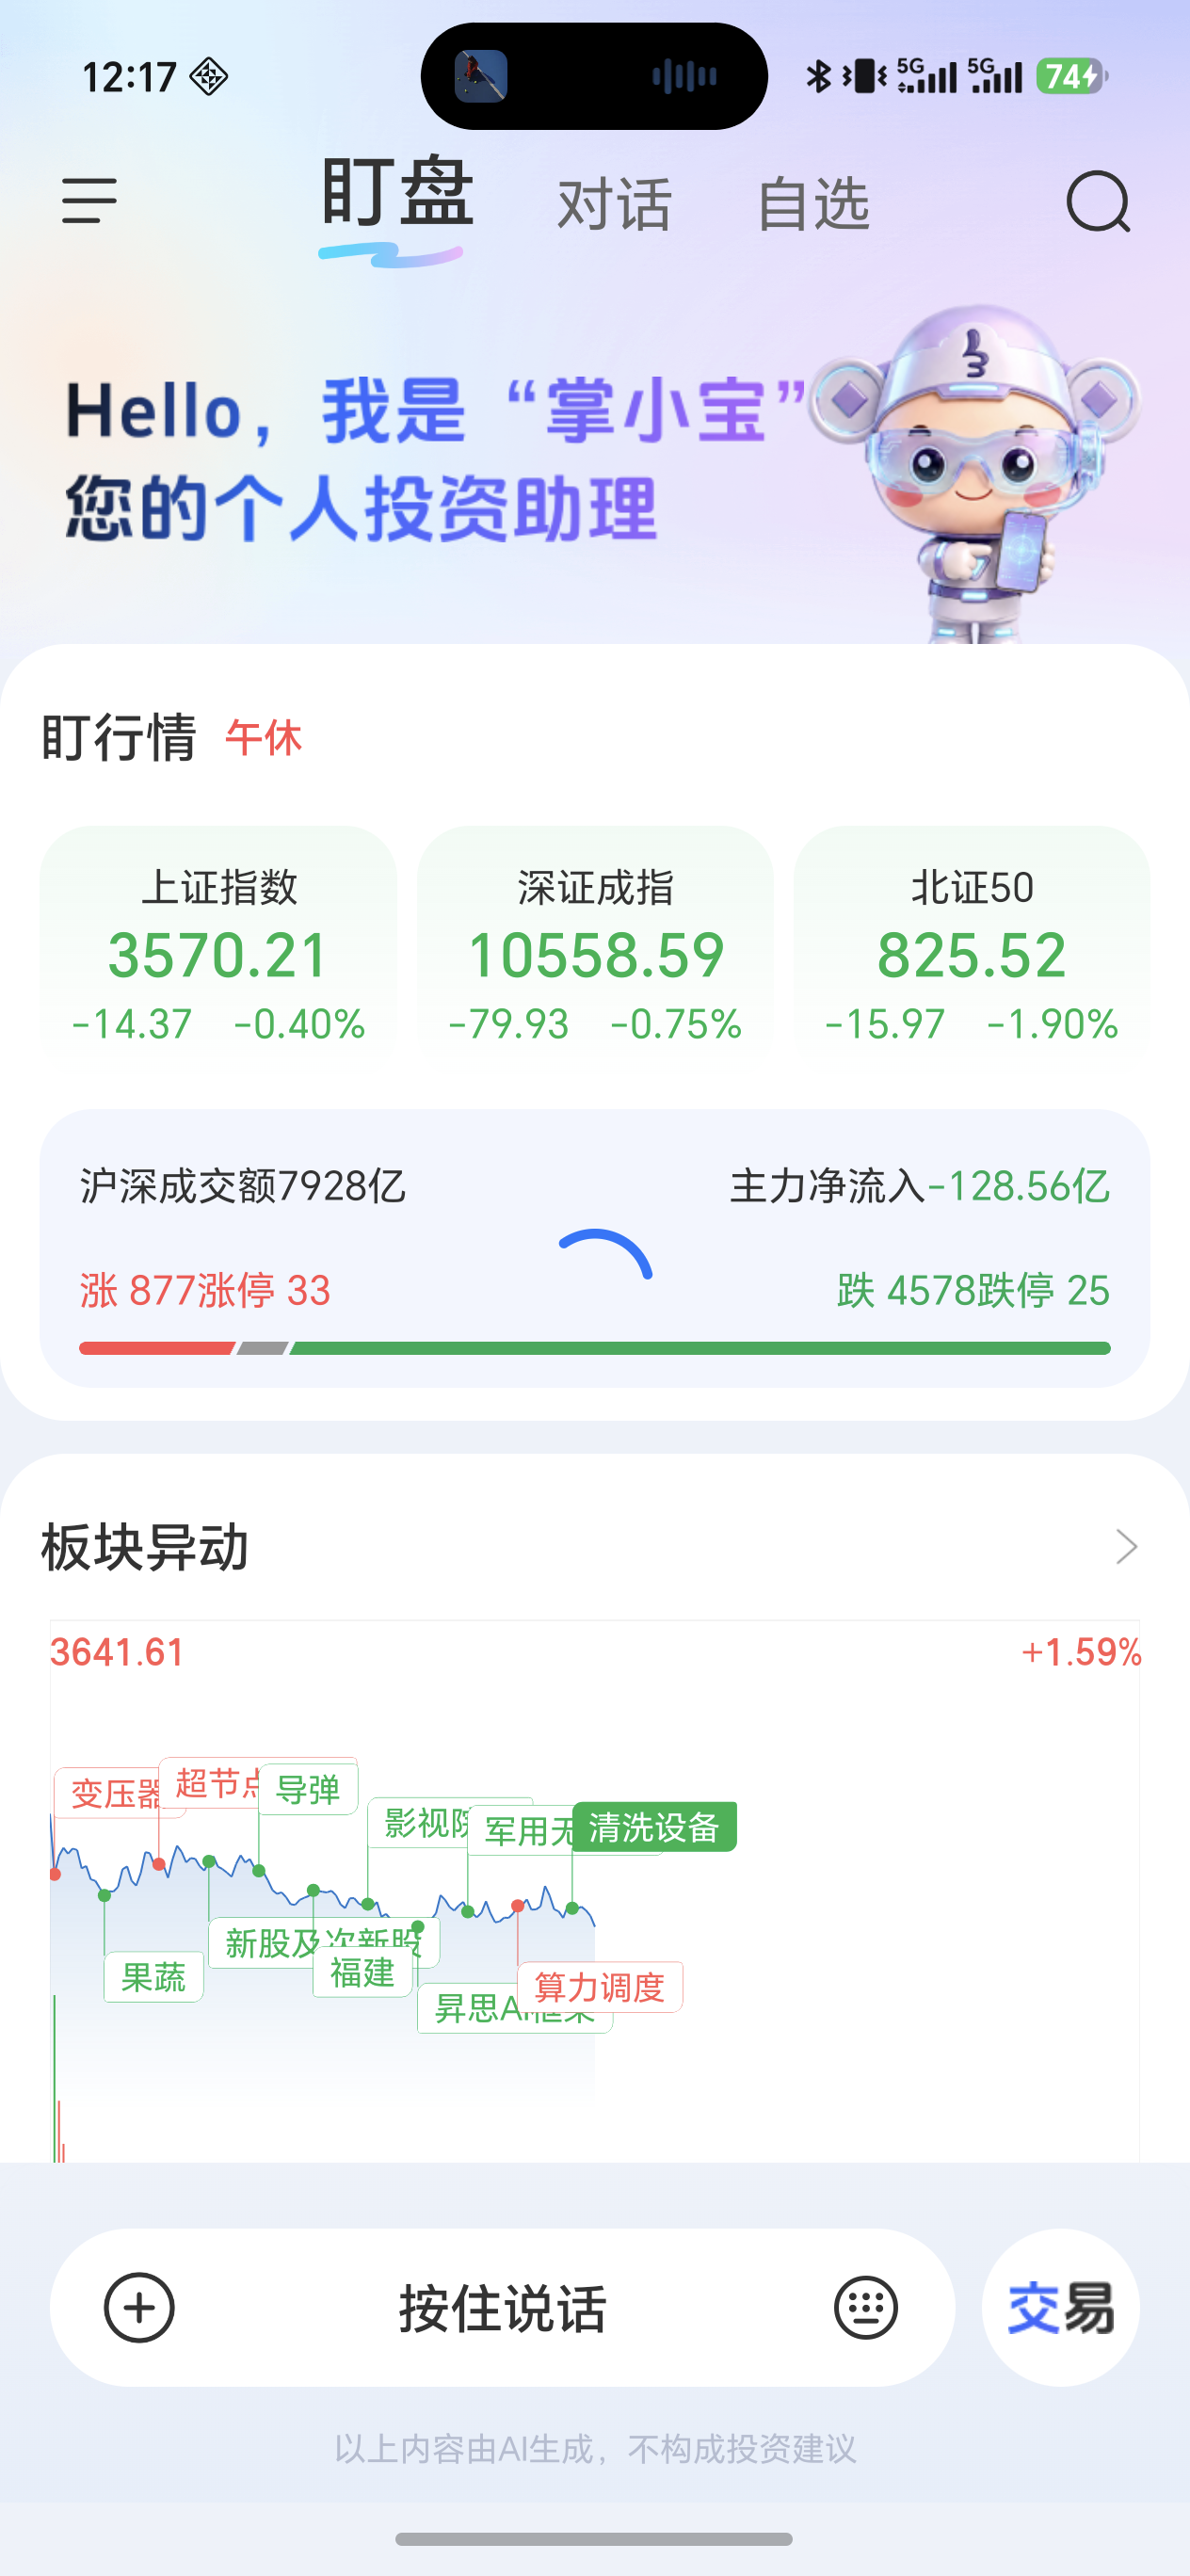 12:17
5G 5G 74
盯盘 对话 自选
Hello，我是“掌小宝”
您的个人投资助理
盯行情 午休
上证指数 深证成指 北证50
3570.21 10558.59 825.52
-14.37 -0.40% -79.93 -0.75% -15.97 -1.90%
沪深成交额7928亿 主力净流入-128.56亿
涨 877涨停 33 跌 4578跌停 25
板块异动
3641.61 +1.59%
变压器 超节点 导弹
影视院 军用无 清洗设备
新股及次新股
果蔬 福建 算力调度
昇思AI框架
按住说话 交易
以上内容由AI生成，不构成投资建议